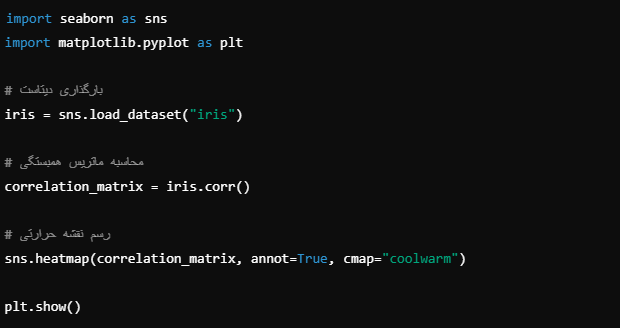 import seaborn as sns
import matplotlib.pyplot as plt
# بارگذاری دیتاست
iris = sns.load_dataset("iris")
# محاسبه ماتریس همبستگی
correlation_matrix = iris.corr()
# رسم نقشه حرارتی
sns.heatmap(correlation_matrix, annot=True, cmap="coolwarm")
plt.show()